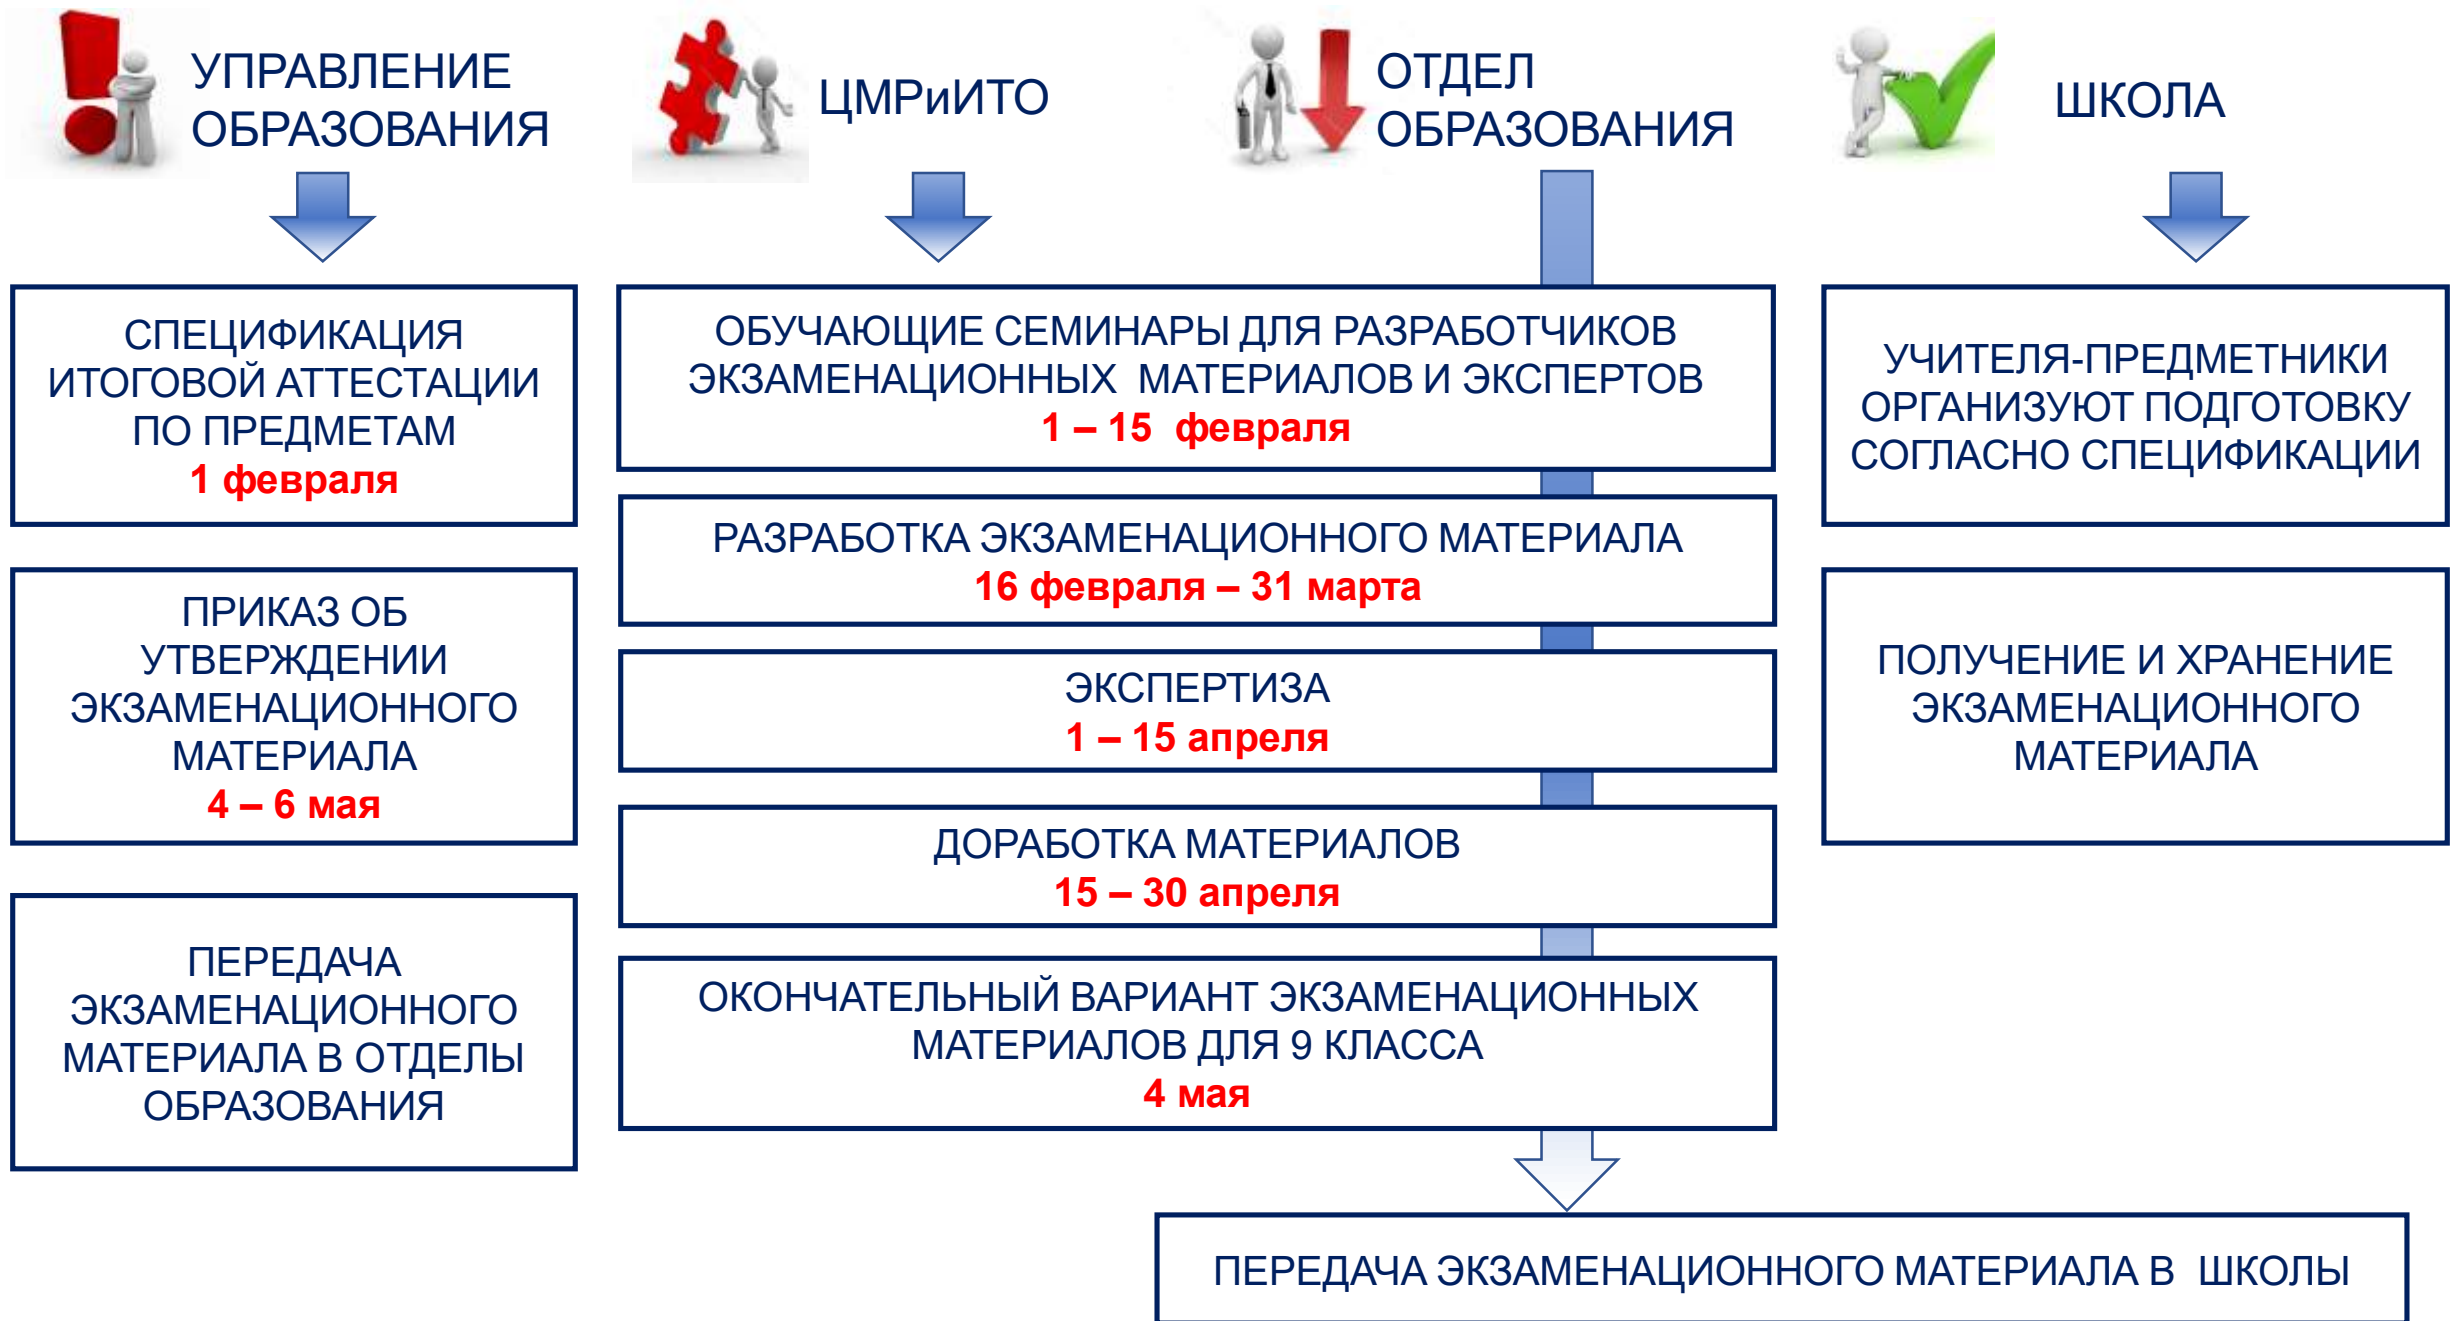 УПРАВЛЕНИЕ
ОБРАЗОВАНИЯ
ЦМРиИТО
ОТДЕЛ
ОБРАЗОВАНИЯ
ШКОЛА
СПЕЦИФИКАЦИЯ
ИТОГОВОЙ АТТЕСТАЦИИ
ПО ПРЕДМЕТАМ
1 февраля
ПРИКАЗ ОБ
УТВЕРЖДЕНИИ
ЭКЗАМЕНАЦИОННОГО
МАТЕРИАЛА
4 – 6 мая
ПЕРЕДАЧА
ЭКЗАМЕНАЦИОННОГО
МАТЕРИАЛА В ОТДЕЛЫ
ОБРАЗОВАНИЯ
ОБУЧАЮЩИЕ СЕМИНАРЫ ДЛЯ РАЗРАБОТЧИКОВ
ЭКЗАМЕНАЦИОННЫХ МАТЕРИАЛОВ И ЭКСПЕРТОВ
1 – 15 февраля
РАЗРАБОТКА ЭКЗАМЕНАЦИОННОГО МАТЕРИАЛА
16 февраля – 31 марта
ЭКСПЕРТИЗА
1 – 15 апреля
ДОРАБОТКА МАТЕРИАЛОВ
15 – 30 апреля
ОКОНЧАТЕЛЬНЫЙ ВАРИАНТ ЭКЗАМЕНАЦИОННЫХ
МАТЕРИАЛОВ ДЛЯ 9 КЛАССА
4 мая
УЧИТЕЛЯ-ПРЕДМЕТНИКИ
ОРГАНИЗУЮТ ПОДГОТОВКУ
СОГЛАСНО СПЕЦИФИКАЦИИ
ПОЛУЧЕНИЕ И ХРАНЕНИЕ
ЭКЗАМЕНАЦИОННОГО
МАТЕРИАЛА
ПЕРЕДАЧА ЭКЗАМЕНАЦИОННОГО МАТЕРИАЛА В ШКОЛЫ